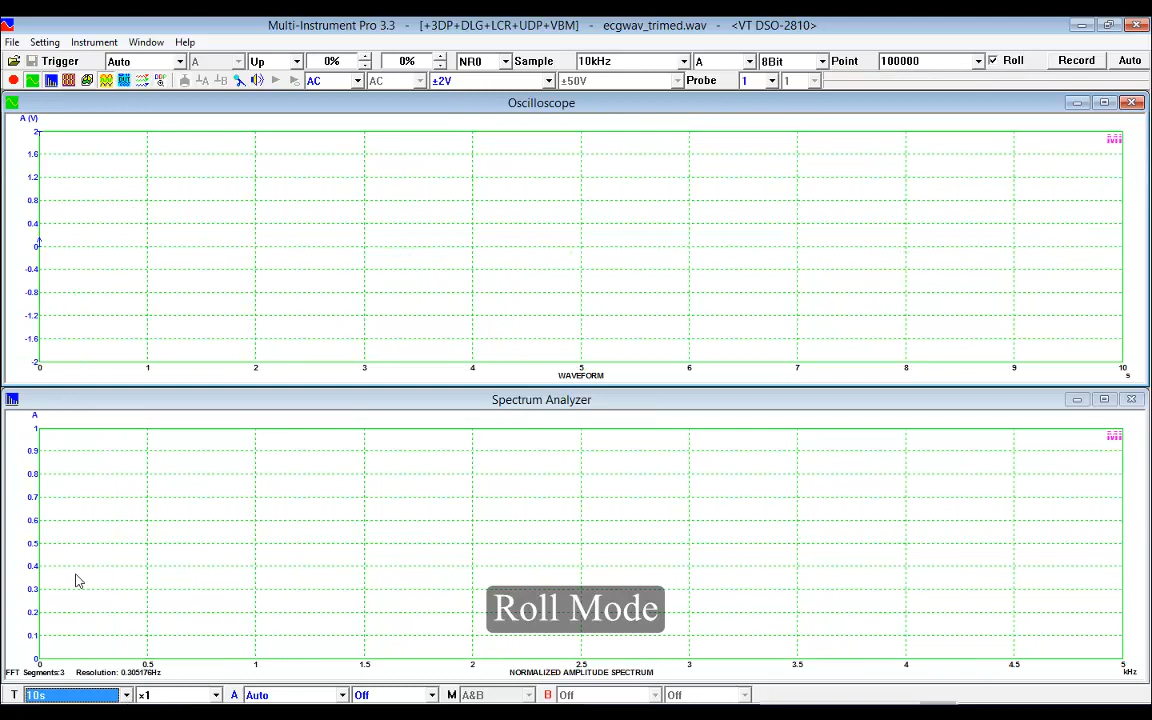 Multi-Instrument Pro 3.3 - [+3DP+DLG+LCR+UDP+VBM] - ecgwav_trimed.wav - <VT DSO-2810>
File Setting Instrument Window Help
Trigger Auto A Up 0% 0% NR0 Sample 10kHz A 8Bit Point 100000 Roll Record Auto
AC AC ±2V ±50V Probe 1 1
Oscilloscope
A (V)
2
1.6
1.2
0.8
0.4
0
-0.4
-0.8
-1.2
-1.6
-2
0 1 2 3 4 5 6 7 8 9 10
WAVEFORM s
Spectrum Analyzer
A
1
0.9
0.8
0.7
0.6
0.5
0.4
0.3
0.2
0.1
0
Roll Mode
0 0.5 1 1.5 2 2.5 3 3.5 4 4.5 5
FFT Segments:3 Resolution: 0.305176Hz NORMALIZED AMPLITUDE SPECTRUM kHz
T 10s x1 A Auto Off M A&B B Off Off